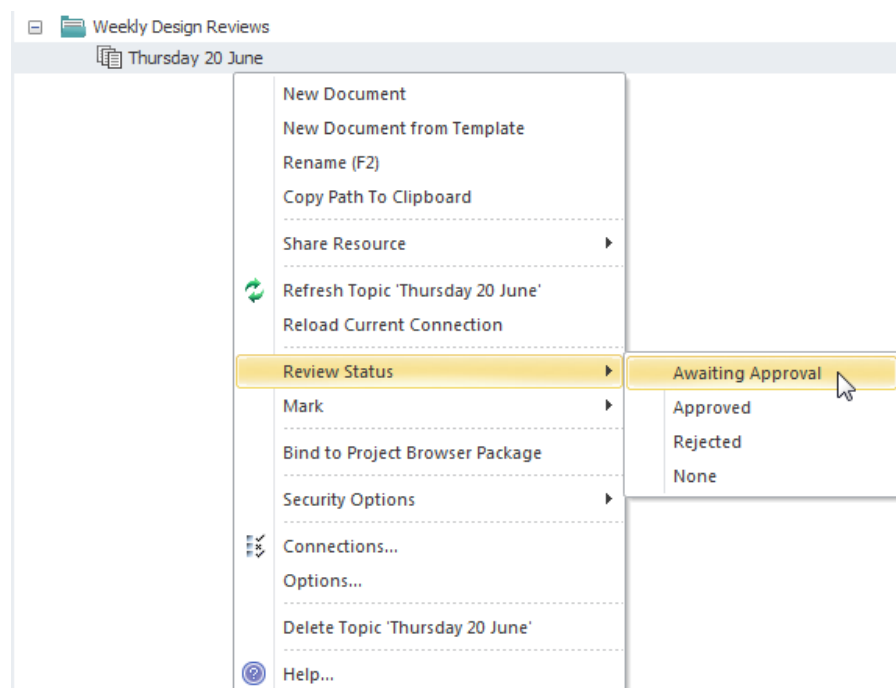 Weekly Design Reviews
Thursday 20 June
New Document
New Document from Template
Rename (F2)
Copy Path To Clipboard
Share Resource
Refresh Topic 'Thursday 20 June'
Reload Current Connection
Review Status
Awaiting Approval
Mark
Approved
Rejected
Bind to Project Browser Package
None
Security Options
Connections...
Options...
Delete Topic 'Thursday 20 June'
Help...